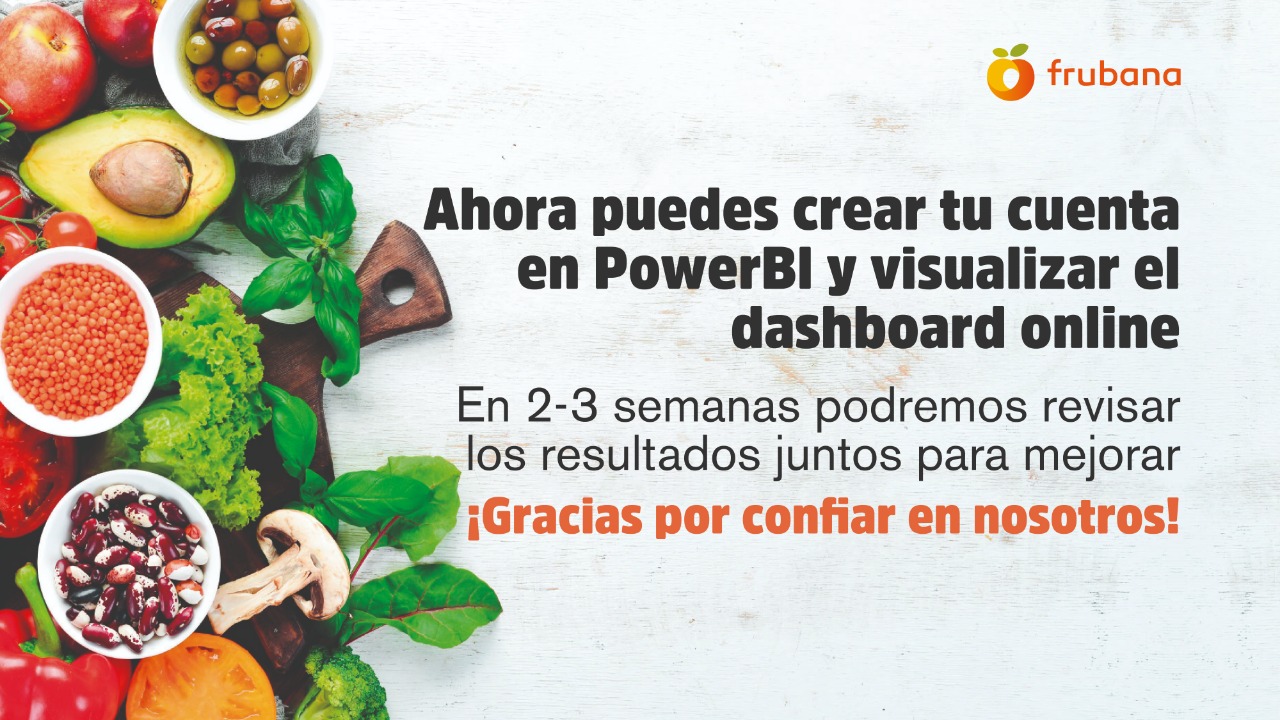 frubana
Ahora puedes crear tu cuenta
en PowerBI y visualizar el
dashboard online
En 2-3 semanas podremos revisar
los resultados juntos para mejorar
¡Gracias por confiar en nosotros!